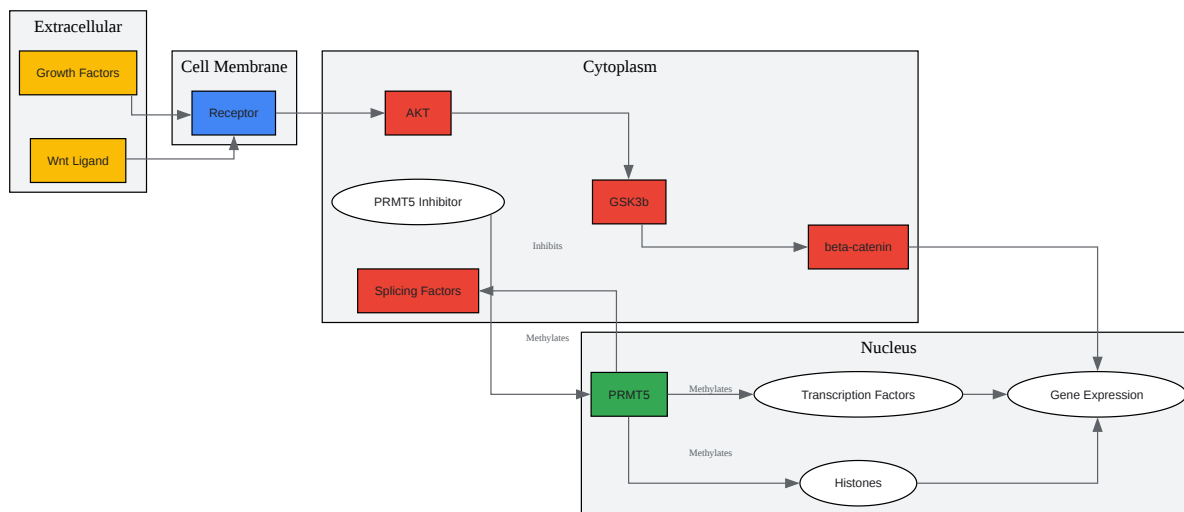 Extracellular
Growth Factors
Wnt Ligand
Cell Membrane
Receptor
Cytoplasm
AKT
PRMT5 Inhibitor
GSK3b
Inhibits
beta-catenin
Splicing Factors
Methylates
Nucleus
PRMT5
Methylates
Transcription Factors
Gene Expression
Methylates
Histones